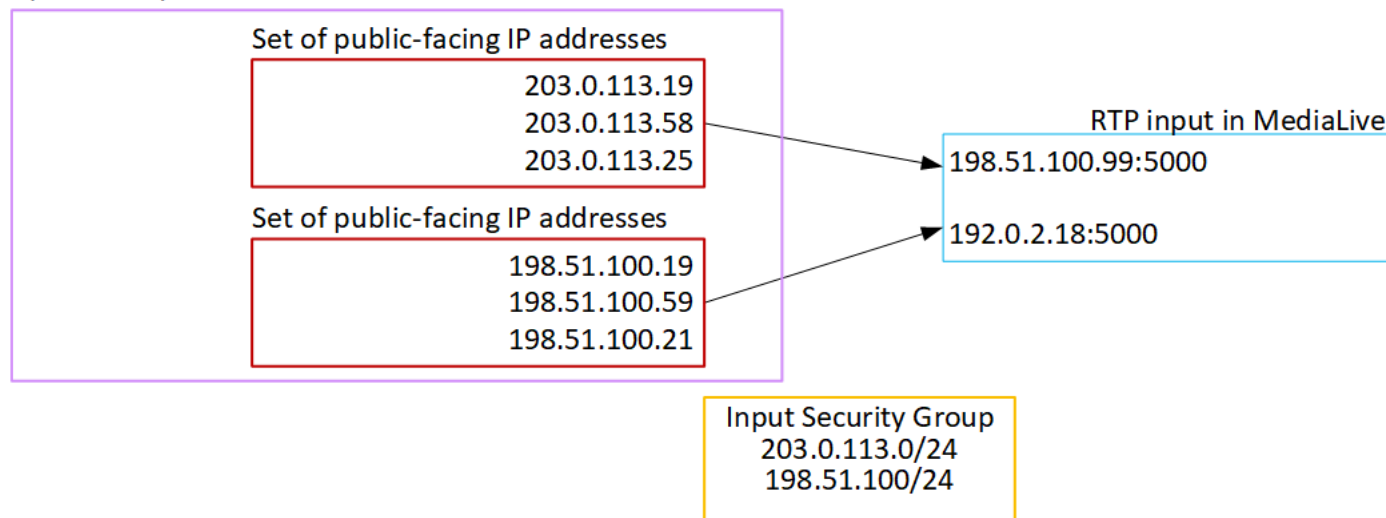 Set of public-facing IP addresses
203.0.113.19
203.0.113.58
203.0.113.25
Set of public-facing IP addresses
198.51.100.19
198.51.100.59
198.51.100.21
RTP input in MediaLive
198.51.100.99:5000
192.0.2.18:5000
Input Security Group
203.0.113.0/24
198.51.100/24